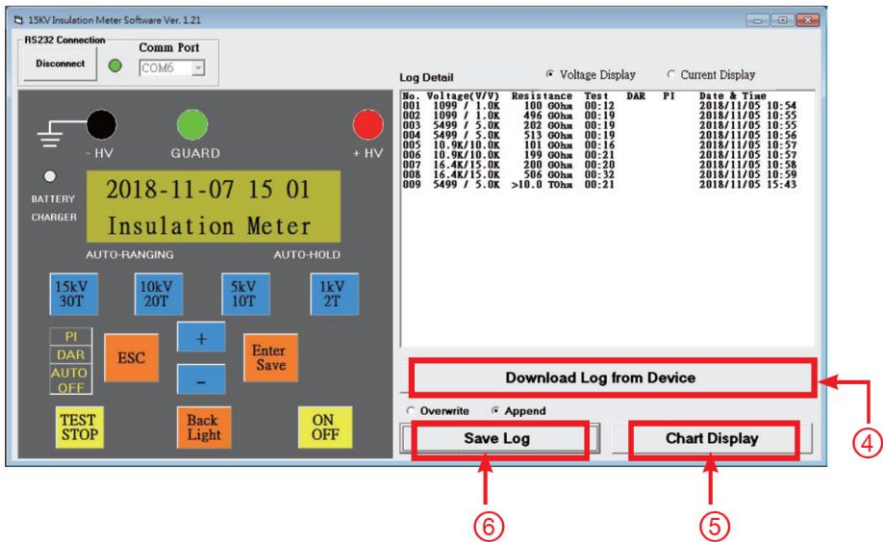 15KV Insulation Meter Software Ver. 1.21
RS232 Connection
Disconnect
Comm Port
COM6
- HV
GUARD
+ HV
BATTERY
CHARGER
2018-11-07 15 01
Insulation Meter
AUTO-RANGING
AUTO-HOLD
15kV
30T
10kV
20T
5kV
10T
1kV
2T
PI
DAR
AUTO
OFF
ESC
+
-
Enter
Save
TEST
STOP
Back
Light
ON
OFF
Log Detail
Voltage Display
Current Display
No. Voltage(V/V) Resistance Test DAR PI Date & Time
001 1099 / 1.0K 100 GOhm 00:12 2018/11/05 10:54
002 1099 / 1.0K 496 GOhm 00:19 2018/11/05 10:55
003 5499 / 5.0K 202 GOhm 00:19 2018/11/05 10:55
004 5499 / 5.0K 513 GOhm 00:19 2018/11/05 10:56
005 10.9K/10.0K 101 GOhm 00:16 2018/11/05 10:57
006 10.9K/10.0K 199 GOhm 00:21 2018/11/05 10:57
007 16.4K/15.0K 200 GOhm 00:20 2018/11/05 10:58
008 16.4K/15.0K 506 GOhm 00:32 2018/11/05 10:59
009 5499 / 5.0K >10.0 TOhm 00:21 2018/11/05 15:43
Download Log from Device
Overwrite
Append
Save Log
Chart Display
④
⑥
⑤